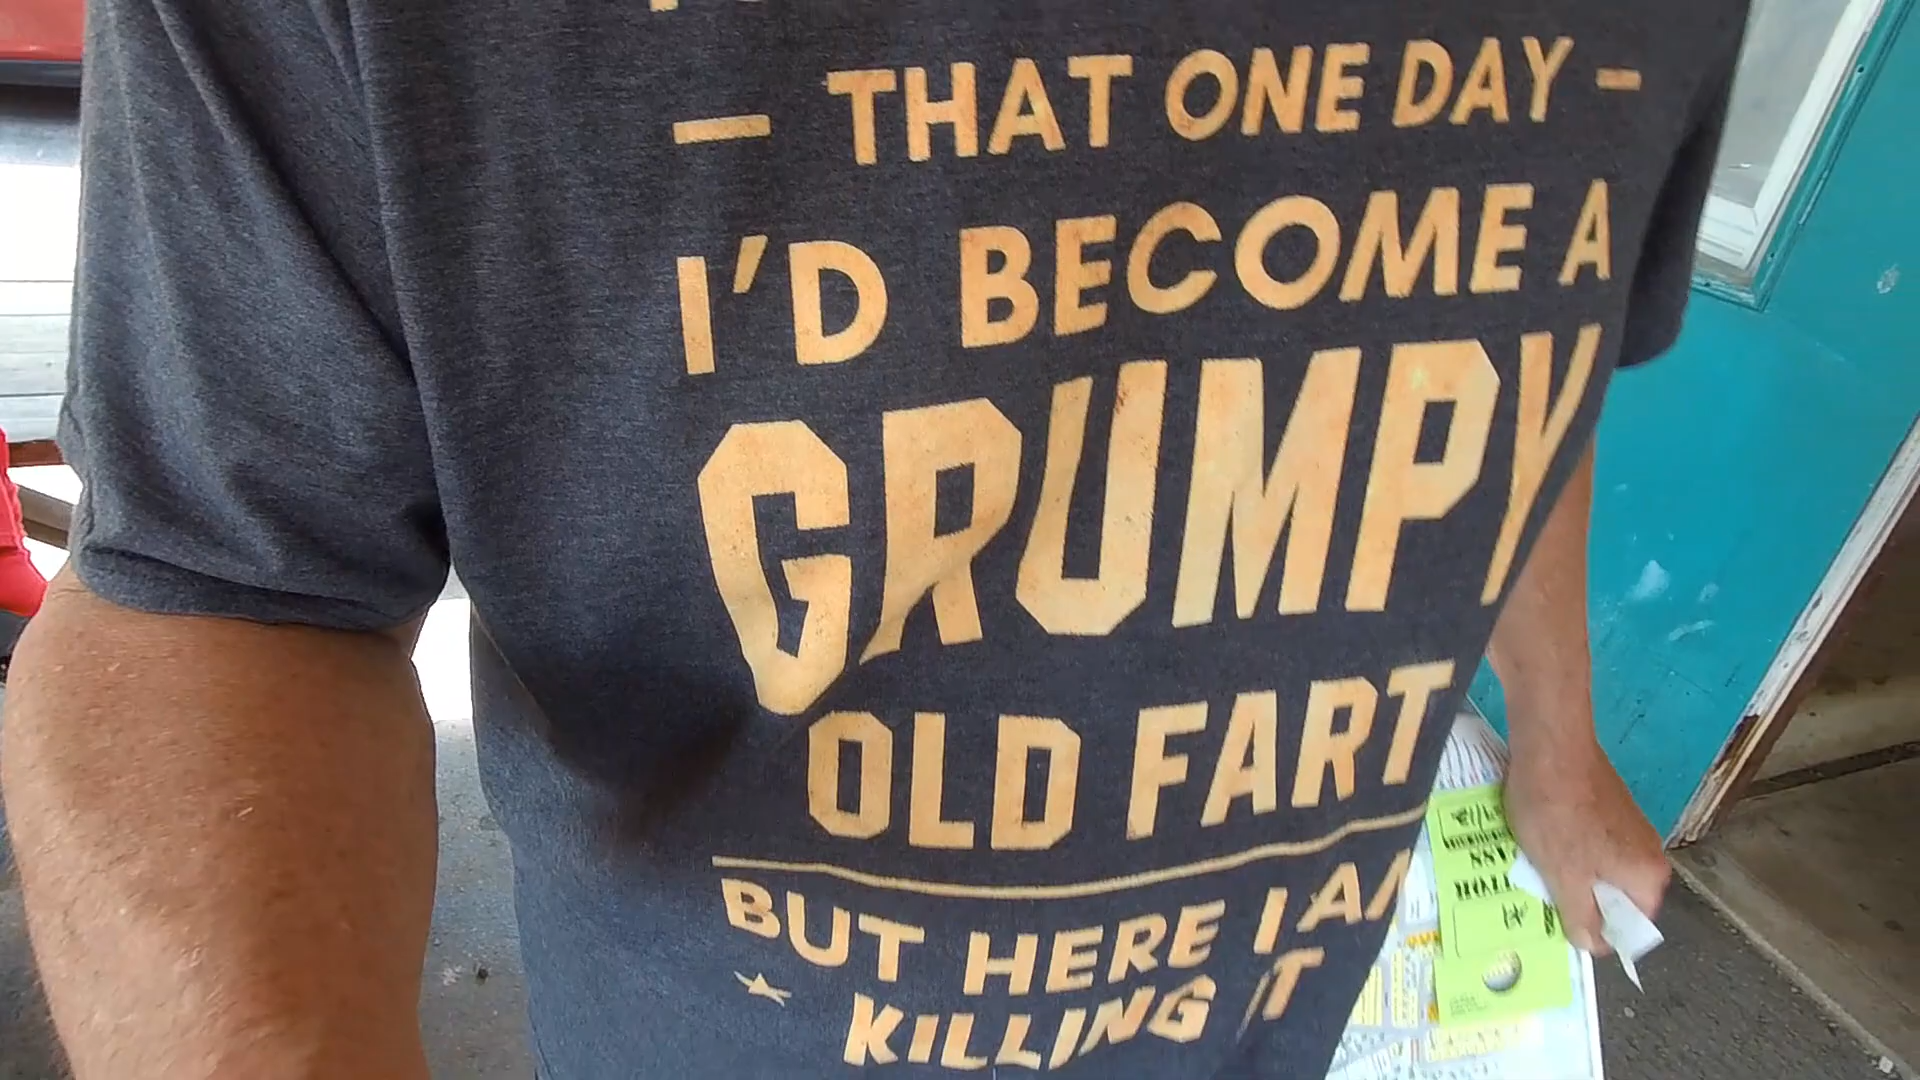 — THAT ONE DAY —
I'D BECOME A
GRUMPY
OLD FART
BUT HERE I AM
KILLING IT